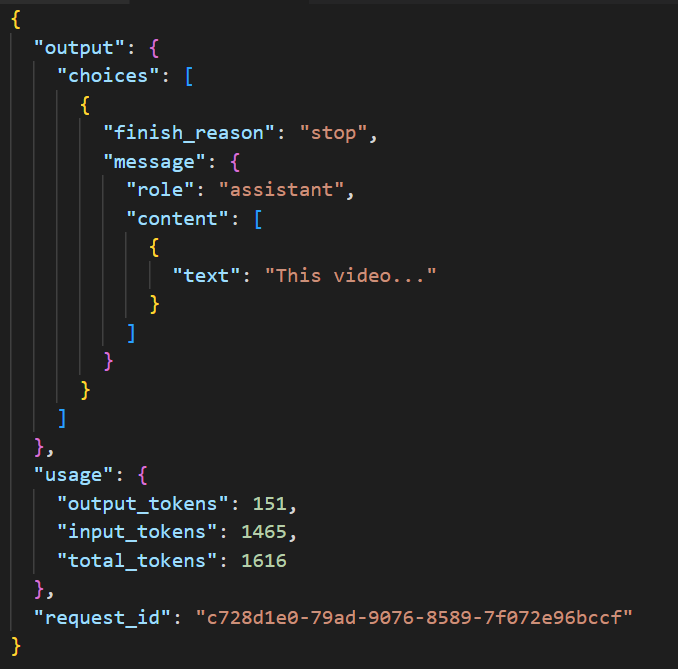 {
"output": {
"choices": [
{
"finish_reason": "stop",
"message": {
"role": "assistant",
"content": [
{
"text": "This video..."
}
]
}
}
]
},
"usage": {
"output_tokens": 151,
"input_tokens": 1465,
"total_tokens": 1616
},
"request_id": "c728d1e0-79ad-9076-8589-7f072e96bccf"
}